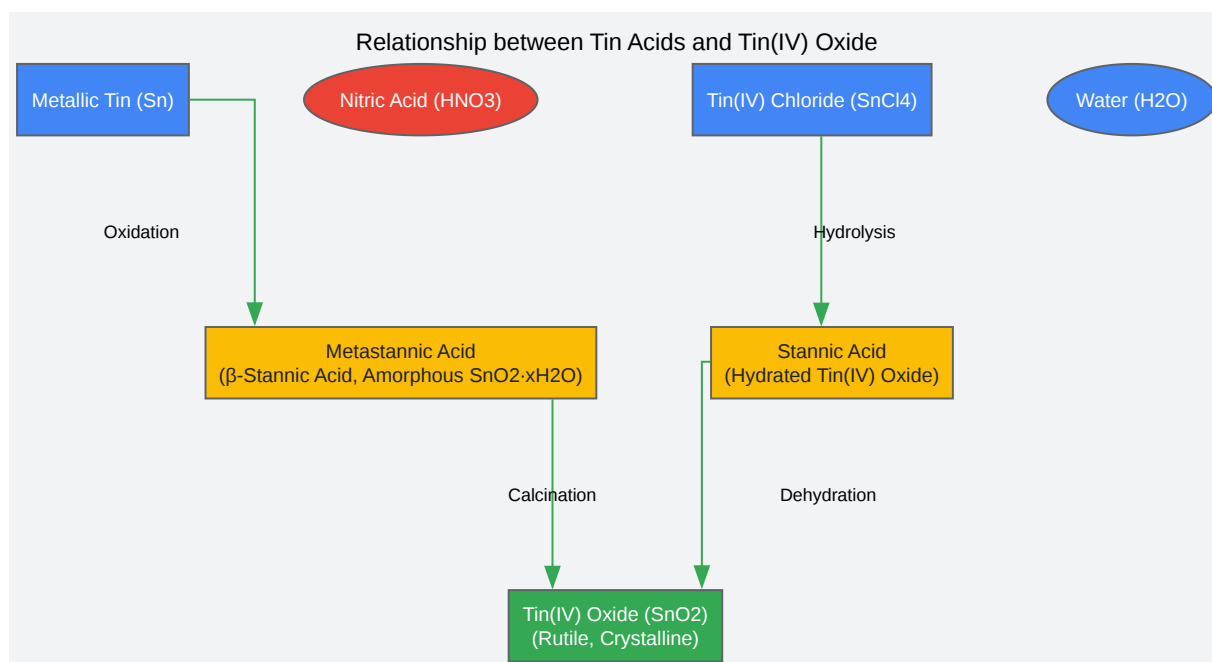 Relationship between Tin Acids and Tin(IV) Oxide
Metallic Tin (Sn)
Nitric Acid (HNO3)
Tin(IV) Chloride (SnCl4)
Water (H2O)
Oxidation
Hydrolysis
Metastannic Acid
(β-Stannic Acid, Amorphous SnO2·xH2O)
Stannic Acid
(Hydrated Tin(IV) Oxide)
Calcination
Dehydration
Tin(IV) Oxide (SnO2)
(Rutile, Crystalline)